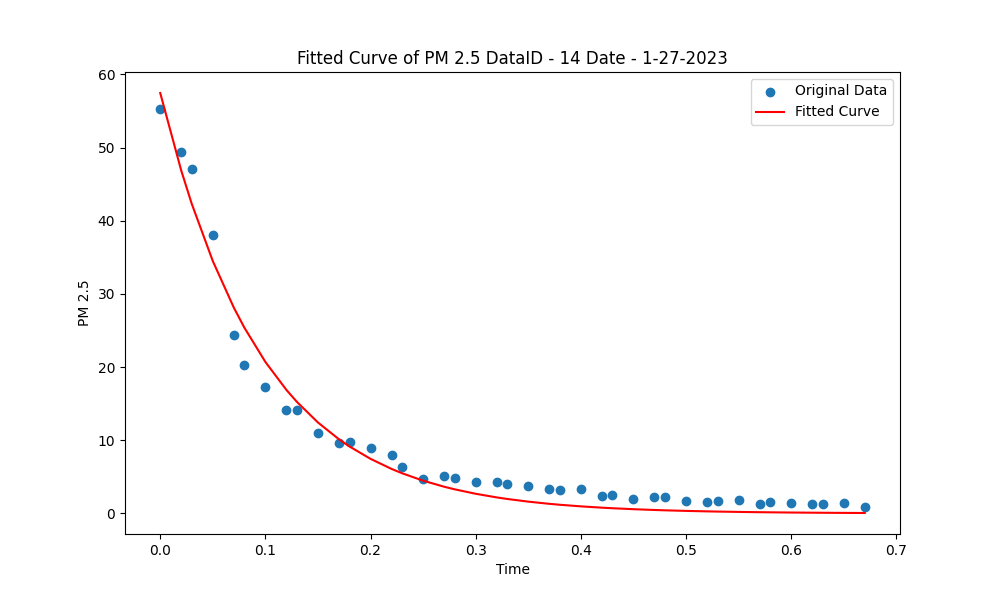 Fitted Curve of PM 2.5 DataID - 14 Date - 1-27-2023
Original Data
Fitted Curve
60
50
40
30
20
10
0
PM 2.5
0.0 0.1 0.2 0.3 0.4 0.5 0.6 0.7
Time